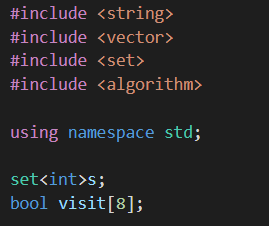 #include <string>
#include <vector>
#include <set>
#include <algorithm>
using namespace std;
set<int>s;
bool visit[8];